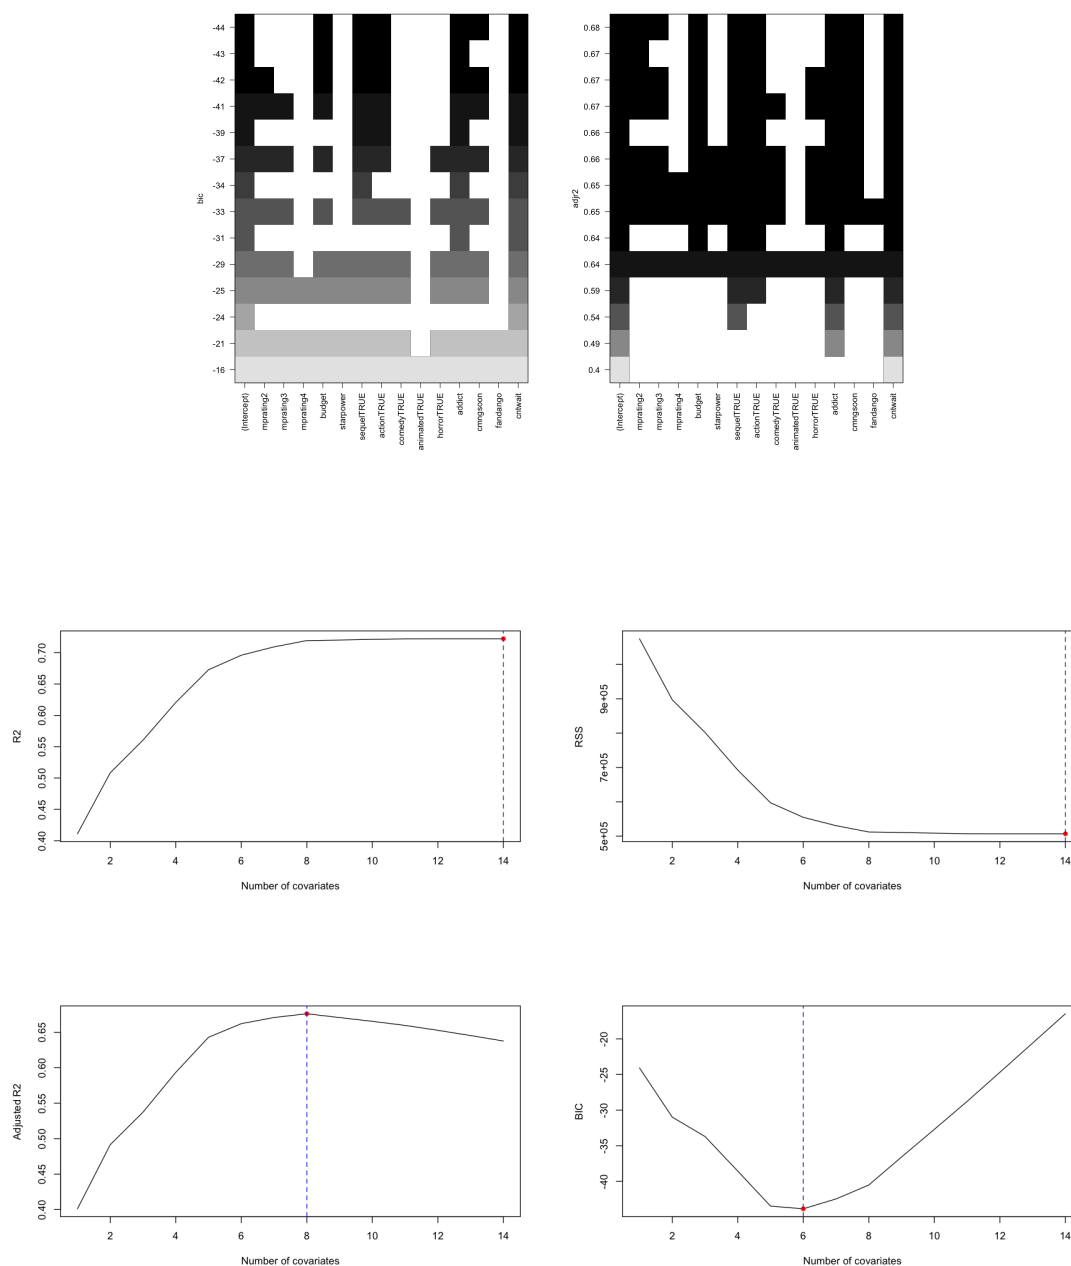 -44
-43
-42
-41
-39
-37
-34
-33
-31
-29
-25
-24
-21
-16
bic
(Intercept)
mprating2
mprating3
mprating4
budget
starpower
sequelTRUE
actionTRUE
comedyTRUE
animatedTRUE
horrorTRUE
addict
cmngsoon
fandango
cntwait
0.68
0.67
0.67
0.67
0.66
0.66
0.65
0.65
0.64
0.64
0.59
0.54
0.49
0.4
adjr2
(Intercept)
mprating2
mprating3
mprating4
budget
starpower
sequelTRUE
actionTRUE
comedyTRUE
animatedTRUE
horrorTRUE
addict
cmngsoon
fandango
cntwait
0.70
0.65
0.60
0.55
0.50
0.45
0.40
R2
2 4 6 8 10 12 14
Number of covariates
9e+05
7e+05
5e+05
RSS
2 4 6 8 10 12 14
Number of covariates
0.65
0.60
0.55
0.50
0.45
0.40
Adjusted R2
2 4 6 8 10 12 14
Number of covariates
-20
-25
-30
-35
-40
BIC
2 4 6 8 10 12 14
Number of covariates